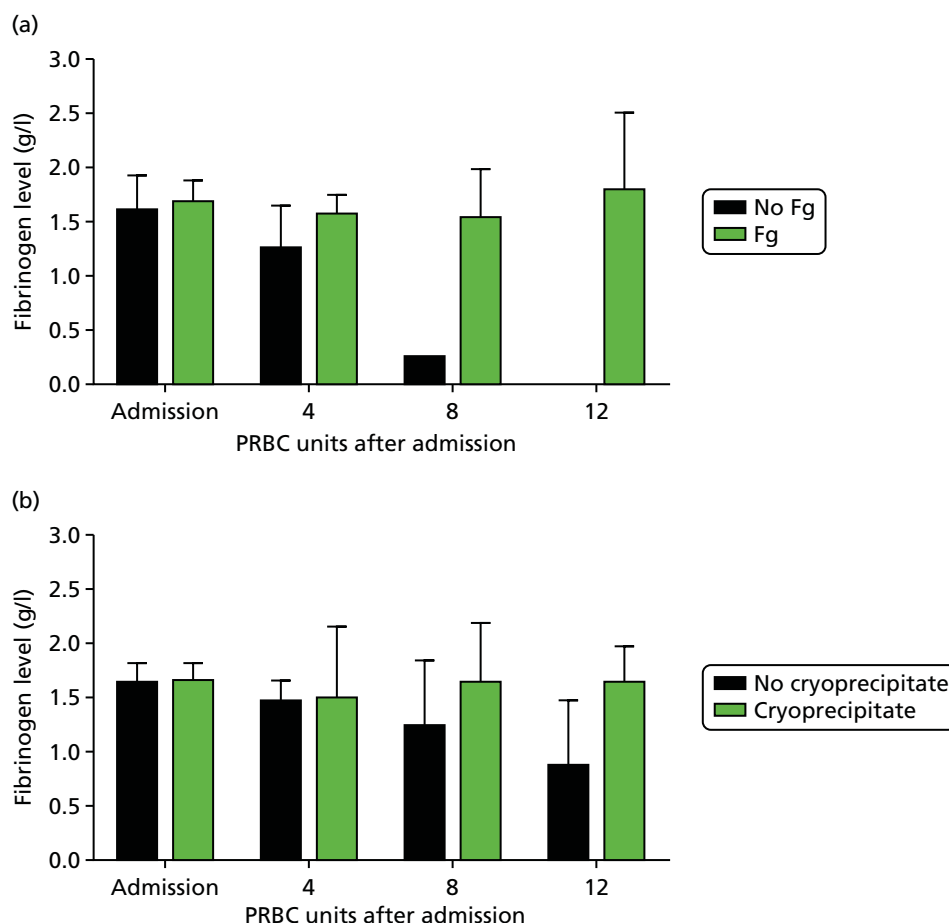 (a)
3.0
2.5
2.0
1.5
1.0
0.5
0.0
Fibrinogen level (g/l)
Admission 4 8 12
PRBC units after admission
No Fg
Fg
(b)
3.0
2.5
2.0
1.5
1.0
0.5
0.0
Fibrinogen level (g/l)
Admission 4 8 12
PRBC units after admission
No cryoprecipitate
Cryoprecipitate